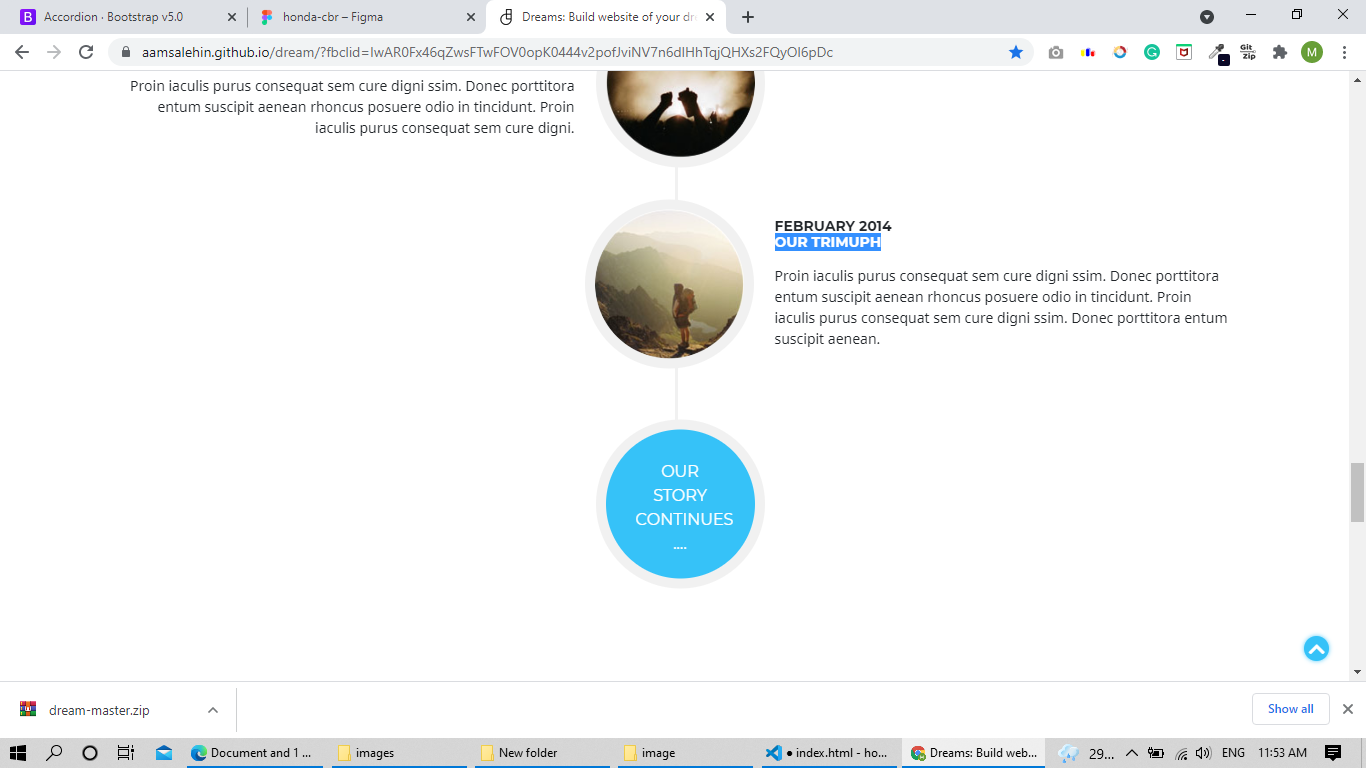 Accordion · Bootstrap v5.0
honda-cbr – Figma
Dreams: Build website of your dr
aamsalehin.github.io/dream/?fbclid=IwAR0Fx46qZwsFTwFOV0opK0444v2pofJviNV7n6dIHhTqjQHXs2FQyOI6pDc
Git
Zip
M
Proin iaculis purus consequat sem cure digni ssim. Donec porttitora
entum suscipit aenean rhoncus posuere odio in tincidunt. Proin
iaculis purus consequat sem cure digni.
FEBRUARY 2014
OUR TRIMUPH
Proin iaculis purus consequat sem cure digni ssim. Donec porttitora
entum suscipit aenean rhoncus posuere odio in tincidunt. Proin
iaculis purus consequat sem cure digni ssim. Donec porttitora entum
suscipit aenean.
OUR
STORY
CONTINUES
....
dream-master.zip
Show all
Document and 1 ...
images
New folder
image
● index.html - ho...
Dreams: Build web...
29...
ENG
11:53 AM